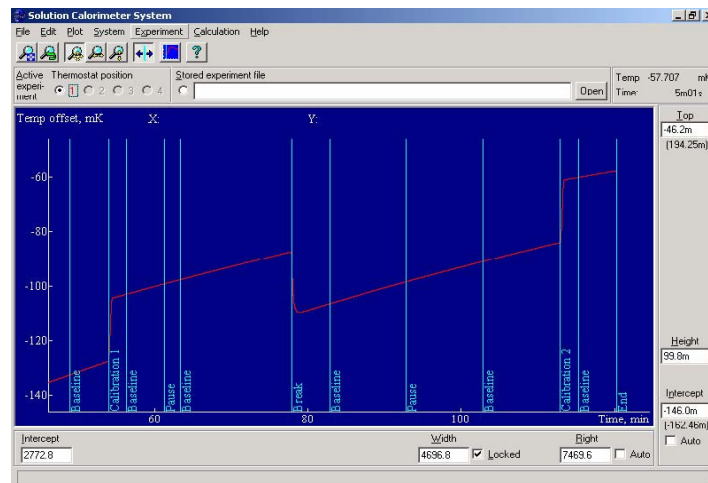 Solution Calorimeter System
File Edit Plot System Experiment Calculation Help
Active experi- ment
Thermostat position
1 2 3 4
Stored experiment file
Open
Temp -57.707 mK
Time: 5m01s
Temp offset, mK X: Y:
-60
-80
-100
-120
-140
Baseline
Calibration 1
Baseline
Pause
Baseline
Break
Baseline
Pause
Baseline
Calibration 2
Baseline
End
60 80 100 Time, min
Top
-46.2m
(194.25m)
Height
99.8m
Intercept
-146.0m
(-162.46m)
Auto
Intercept
2772.8
Width
4696.8
Locked
Right
7469.6
Auto